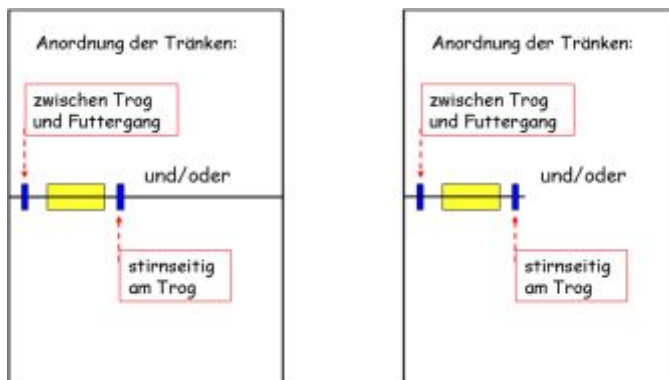 Anordnung der Tränken:
zwischen Trog
und Futtergang
und/oder
stirnseitig
am Trog
Anordnung der Tränken:
zwischen Trog
und Futtergang
und/oder
stirnseitig
am Trog